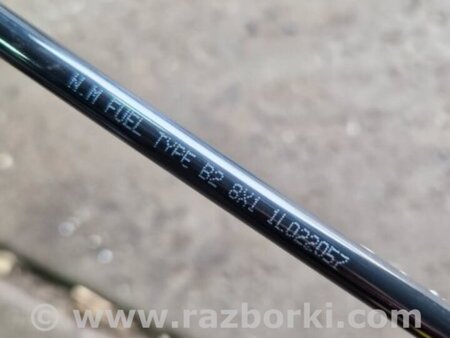 N.M FUEL TYPE B2 8X1 1L022057
www.razborki.com